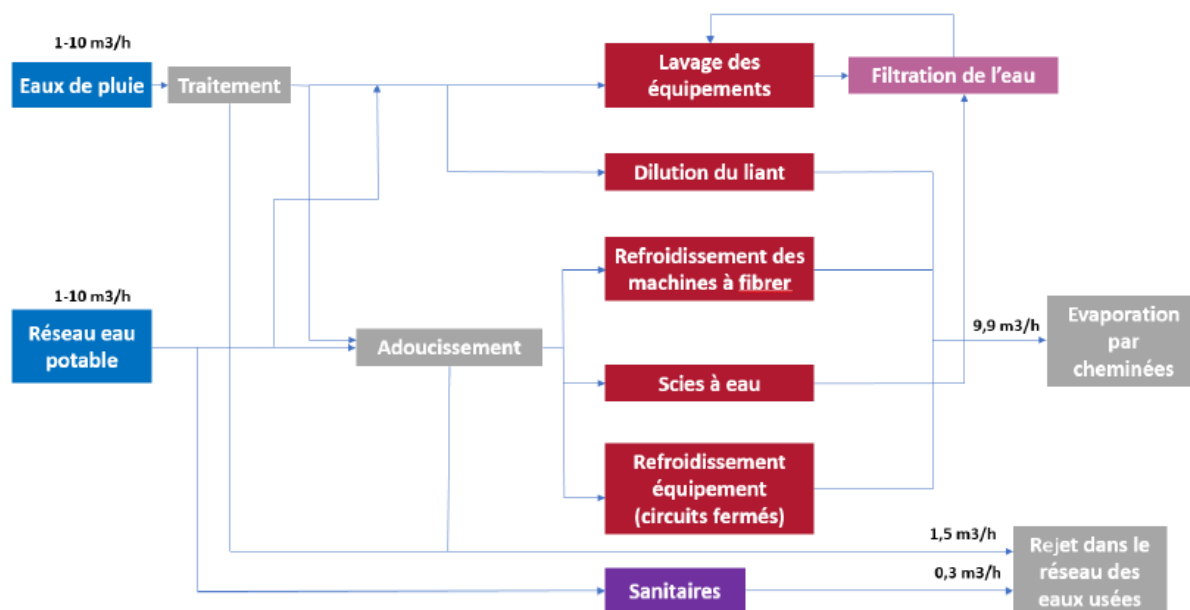 1-10 m3/h
Eaux de pluie
Traitement
Lavage des
équipements
Filtration de l'eau
Dilution du liant
Refroidissement des
machines à fibrer
1-10 m3/h
Réseau eau
potable
Adoucissement
9,9 m3/h
Evaporation
par
cheminées
Scies à eau
Refroidissement
équipement
(circuits fermés)
1,5 m3/h
Rejet dans le
réseau des
eaux usées
0,3 m3/h
Sanitaires